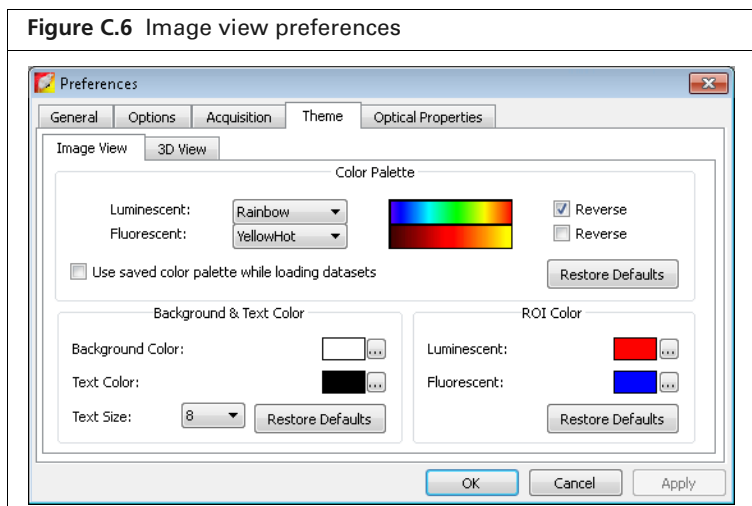 Figure C.6 Image view preferences
Preferences
General Options Acquisition Theme Optical Properties
Image View 3D View
Color Palette
Luminescent: Rainbow Reverse
Fluorescent: YellowHot Reverse
Use saved color palette while loading datasets Restore Defaults
Background & Text Color ROI Color
Background Color: ... Luminescent: ...
Text Color: ... Fluorescent: ...
Text Size: 8 Restore Defaults Restore Defaults
OK Cancel Apply